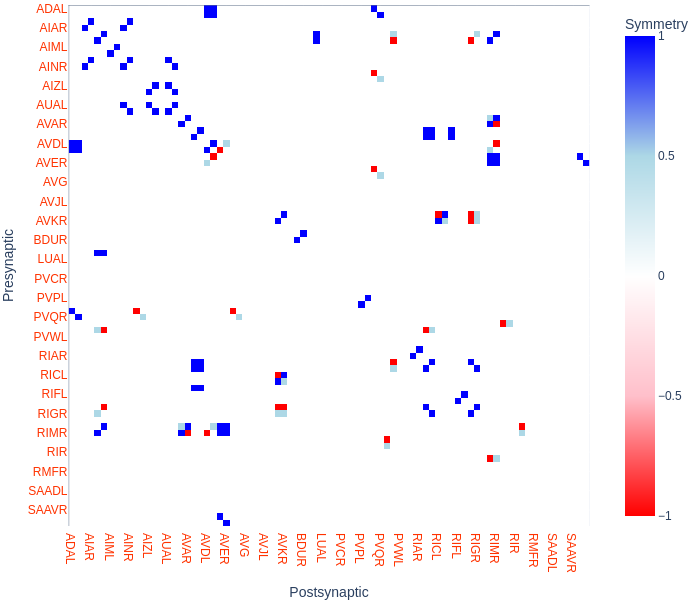 Symmetry
1
0.5
0
−0.5
−1
Presynaptic
ADAL
AIAR
AIML
AINR
AIZL
AUAL
AVAR
AVDL
AVER
AVG
AVJL
AVKR
BDUR
LUAL
PVCR
PVPL
PVQR
PVWL
RIAR
RICL
RIFL
RIGR
RIMR
RIR
RMFR
SAADL
SAAVR
ADAL
AIAR
AIML
AINR
AIZL
AUAL
AVAR
AVDL
AVER
AVG
AVJL
AVKR
BDUR
LUAL
PVCR
PVPL
PVQR
PVWL
RIAR
RICL
RIFL
RIGR
RIMR
RIR
RMFR
SAADL
SAAVR
Postsynaptic